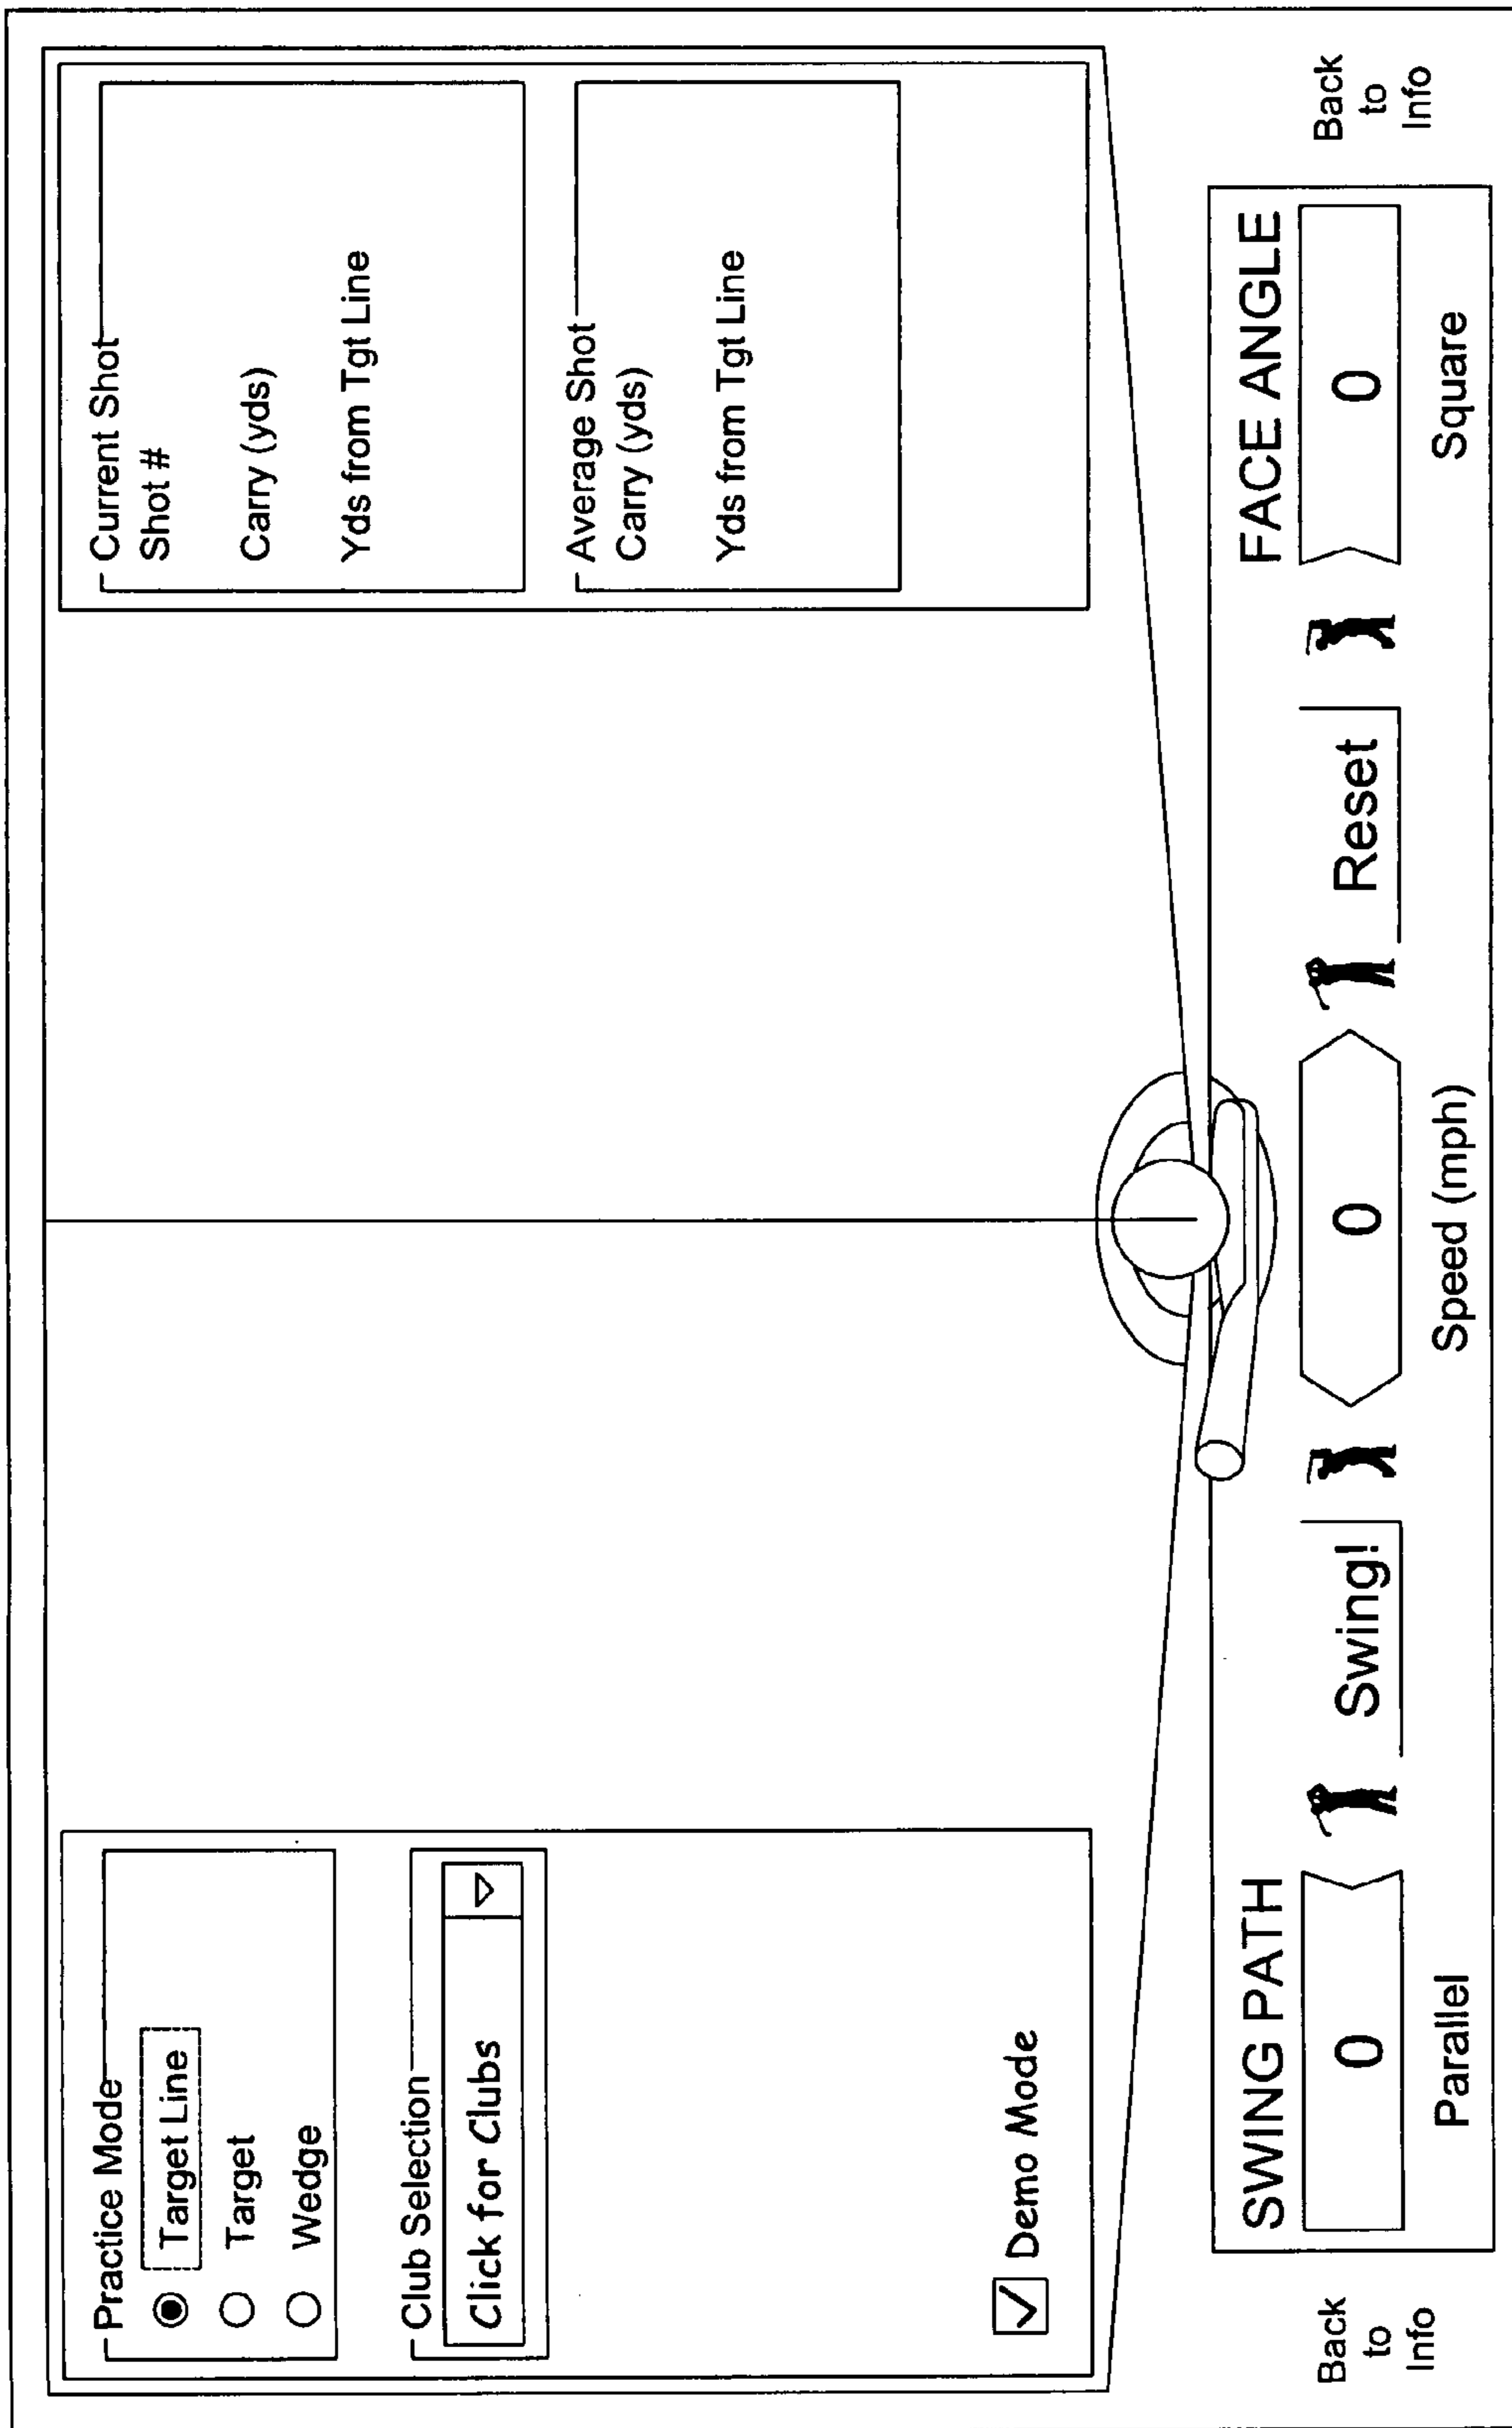 Practice Mode
Target Line
Target
Wedge
Club Selection
Click for Clubs
Demo Mode
Current Shot
Shot #
Carry (yds)
Yds from Tgt Line
Average Shot
Carry (yds)
Yds from Tgt Line
Back
to
Info
SWING PATH
0
Parallel
Swing!
0
Speed (mph)
Reset
FACE ANGLE
0
Square
Back
to
Info